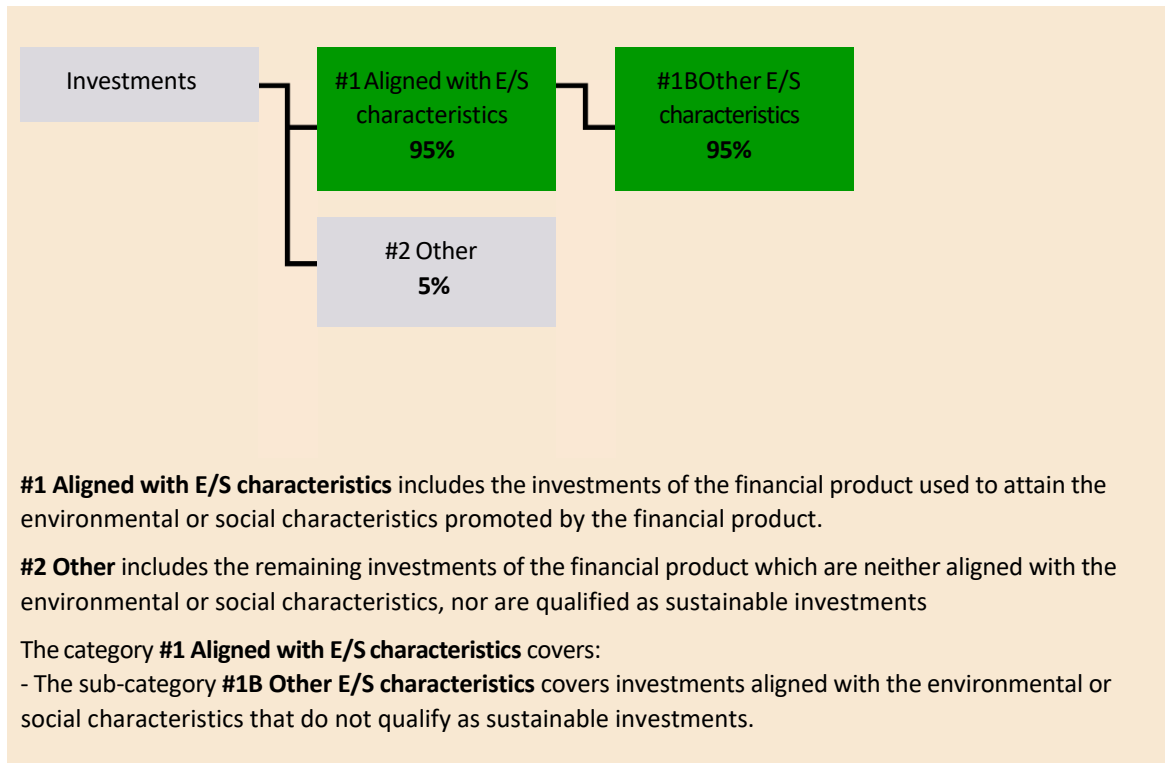 Investments
#1 Aligned with E/S
characteristics
95%
#1BOther E/S
characteristics
95%
#2 Other
5%
#1 Aligned with E/S characteristics includes the investments of the financial product used to attain the
environmental or social characteristics promoted by the financial product.
#2 Other includes the remaining investments of the financial product which are neither aligned with the
environmental or social characteristics, nor are qualified as sustainable investments
The category #1 Aligned with E/S characteristics covers:
- The sub-category #1B Other E/S characteristics covers investments aligned with the environmental or
social characteristics that do not qualify as sustainable investments.